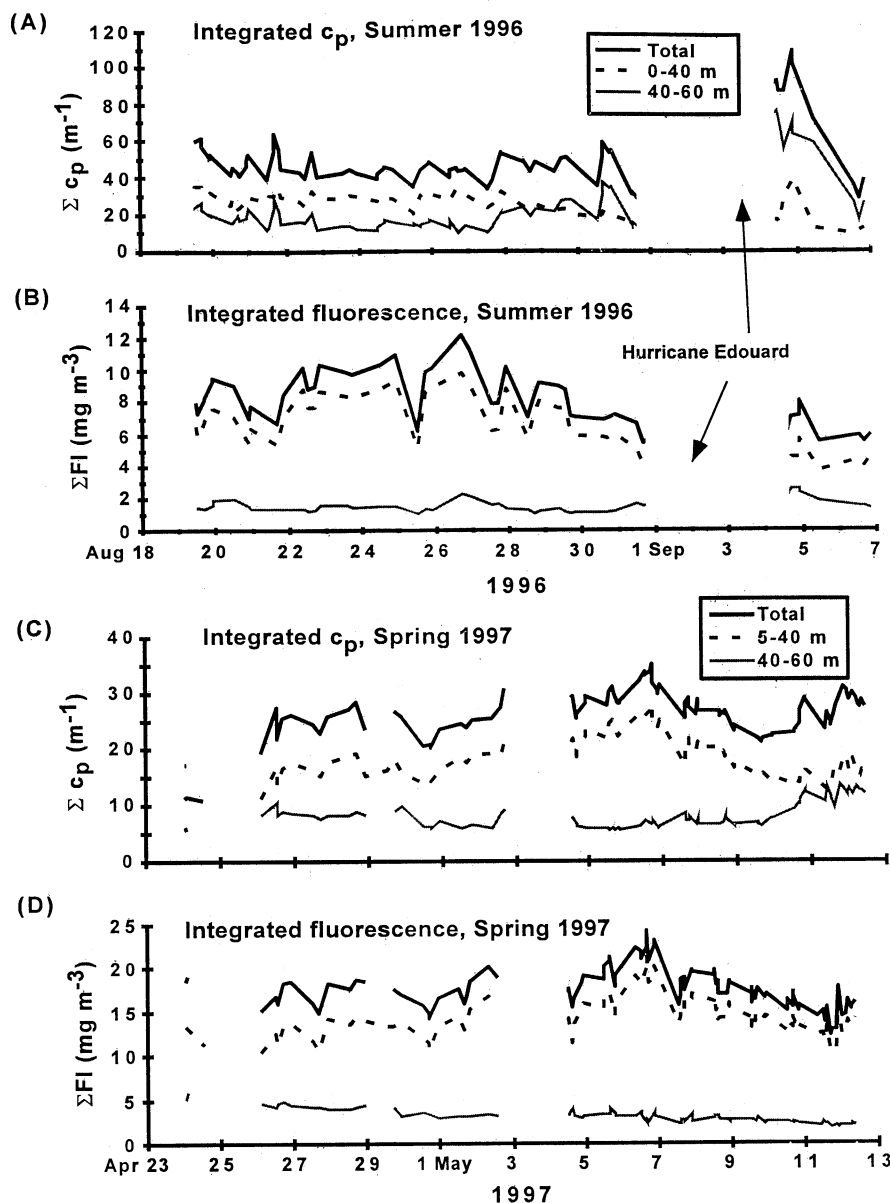 (A)
Integrated cp, Summer 1996
Total
0-40 m
40-60 m
Σ cp (m-1)
120
100
80
60
40
20
0
(B)
Integrated fluorescence, Summer 1996
Hurricane Edouard
ΣFl (mg m-3)
14
12
10
8
6
4
2
0
Aug 18 20 22 24 26 28 30 1 Sep 3 5 7
1996
(C)
Integrated cp, Spring 1997
Total
5-40 m
40-60 m
Σ cp (m-1)
40
30
20
10
0
(D)
Integrated fluorescence, Spring 1997
ΣFl (mg m-3)
25
20
15
10
5
0
Apr 23 25 27 29 1 May 3 5 7 9 11 13
1997